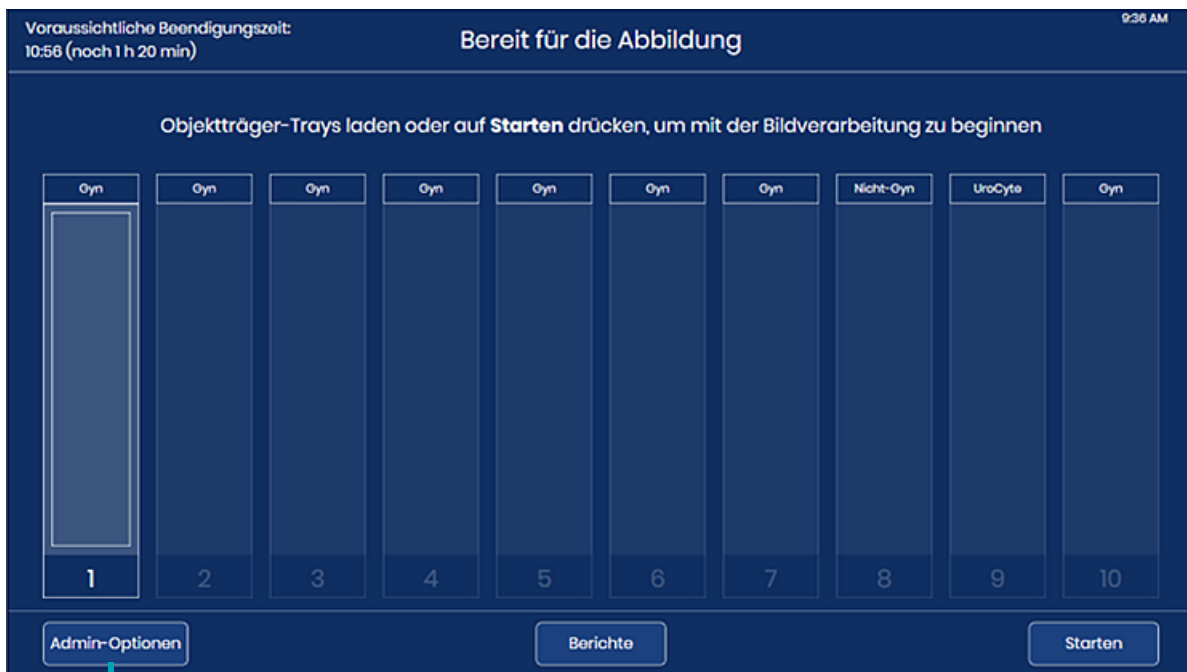 Voraussichtliche Beendigungszeit:
10:56 (noch 1 h 20 min)
Bereit für die Abbildung
9:36 AM
Objektträger-Trays laden oder auf Starten drücken, um mit der Bildverarbeitung zu beginnen
Gyn Gyn Gyn Gyn Gyn Gyn Gyn Nicht-Gyn UroCyte Gyn
1 2 3 4 5 6 7 8 9 10
Admin-Optionen Berichte Starten